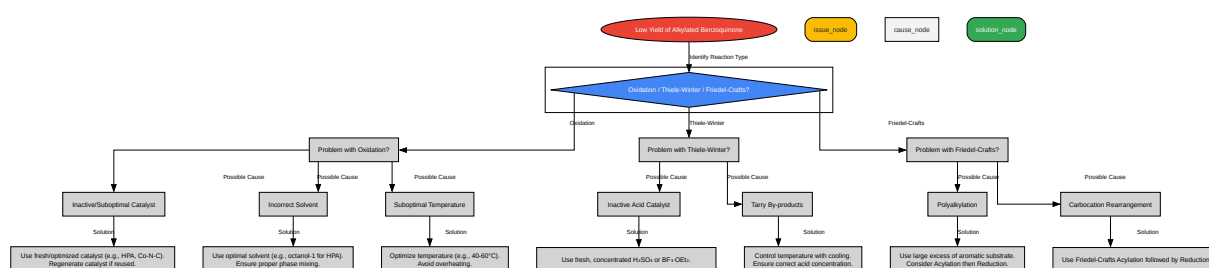 Low Yield of Alkylated Benzoquinone
issue_node
cause_node
solution_node
Identify Reaction Type
Oxidation / Thiele-Winter / Friedel-Crafts?
Oxidation
Thiele-Winter
Friedel-Crafts
Problem with Oxidation?
Problem with Thiele-Winter?
Problem with Friedel-Crafts?
Possible Cause
Possible Cause
Possible Cause
Possible Cause
Possible Cause
Possible Cause
Possible Cause
Inactive/Suboptimal Catalyst
Incorrect Solvent
Suboptimal Temperature
Inactive Acid Catalyst
Tarry By-products
Polyalkylation
Carbocation Rearrangement
Solution
Solution
Solution
Solution
Solution
Solution
Solution
Use fresh/optimized catalyst (e.g., HPA, Co-N-C).
Regenerate catalyst if reused.
Use optimal solvent (e.g., octanol-1 for HPA).
Ensure proper phase mixing.
Optimize temperature (e.g., 40-60°C).
Avoid overheating.
Use fresh, concentrated H₂SO₄ or BF₃·OEt₂.
Control temperature with cooling.
Ensure correct acid concentration.
Use large excess of aromatic substrate.
Consider Acylation then Reduction.
Use Friedel-Crafts Acylation followed by Reduction